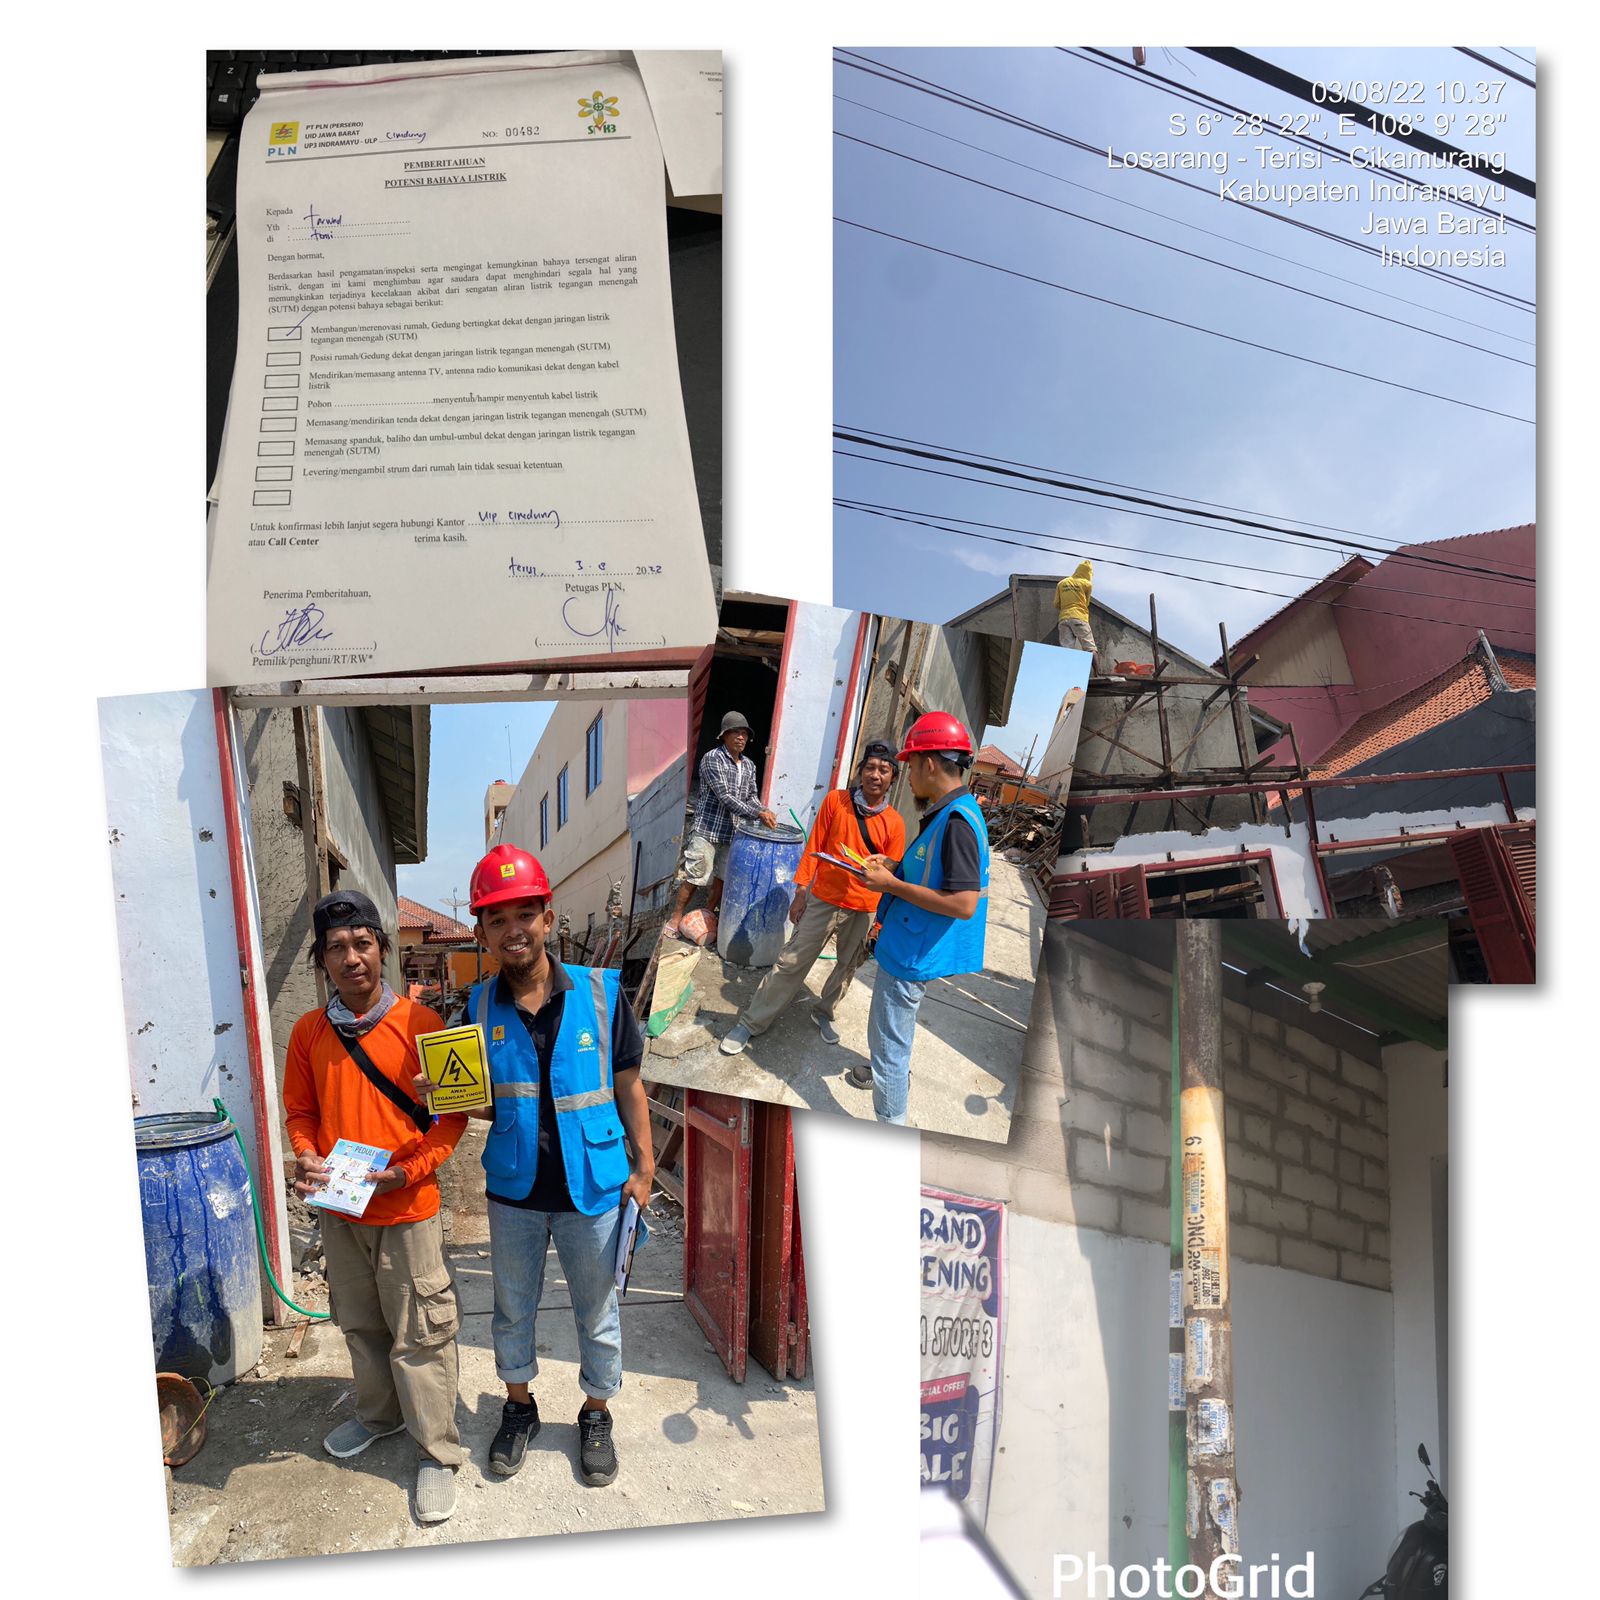 PLN
PT PLN (PERSERO)
UID JAWA BARAT
UP3 INDRAMAYU - ULP Cikedung
NO: 00482
SMK3
PEMBERITAHUAN
POTENSI BAHAYA LISTRIK
Kepada
Yth : tarwad
di : terisi
Dengan hormat,
Berdasarkan hasil pengamatan/inspeksi serta mengingat kemungkinan bahaya tersengat aliran
listrik, dengan ini kami menghimbau agar saudara dapat menghindari segala hal yang
memungkinkan terjadinya kecelakaan akibat dari sengatan aliran listrik tegangan menengah
(SUTM) dengan potensi bahaya sebagai berikut:
Membangun/merenovasi rumah, Gedung bertingkat dekat dengan jaringan listrik
tegangan menengah (SUTM)
Posisi rumah/Gedung dekat dengan jaringan listrik tegangan menengah (SUTM)
Mendirikan/memasang antenna TV, antenna radio komunikasi dekat dengan kabel
listrik
Pohon ........................menyentuh/hampir menyentuh kabel listrik
Memasang/mendirikan tenda dekat dengan jaringan listrik tegangan menengah (SUTM)
Memasang spanduk, baliho dan umbul-umbul dekat dengan jaringan listrik tegangan
menengah (SUTM)
Levering/mengambil strum dari rumah lain tidak sesuai ketentuan
Untuk konfirmasi lebih lanjut segera hubungi Kantor Ulp Cikedung
atau Call Center terima kasih.
terisi, 3 - 8 2022
Penerima Pemberitahuan,
Petugas PLN,
Pemilik/penghuni/RT/RW*
03/08/22 10.37
S 6° 28' 22", E 108° 9' 28"
Losarang - Terisi - Cikamurang
Kabupaten Indramayu
Jawa Barat
Indonesia
PLN
AWAS
TEGANGAN TINGGI
PEDULI
RAND
ENING
STORE 3
CIAL OFFER
BIG
ALE
SEDOT WC
PhotoGrid